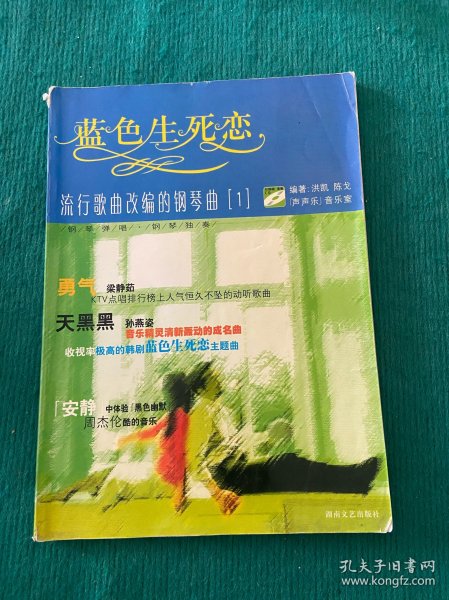 蓝色生死恋
流行歌曲改编的钢琴曲［1］
编著：洪凯 陈戈
［声声乐］音乐室
/钢/琴/弹/唱/·/钢/琴/独/奏/
勇气 梁静茹
KTV点唱排行榜上人气恒久不坠的动听歌曲
天黑黑 孙燕姿
音乐精灵清新轰动的成名曲
收视率极高的韩剧蓝色生死恋主题曲
「安静 中体验「黑色幽默
周杰伦酷的音乐
湖南文艺出版社
孔夫子旧书网
www.kongfz.com